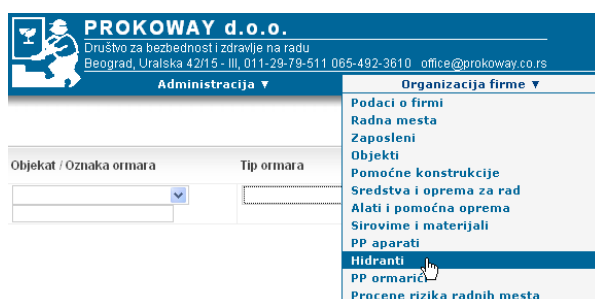 PROKOWAY d.o.o.
Društvo za bezbednost i zdravlje na radu
Beograd, Uralska 42/15 - III, 011-29-79-511 065-492-3610 office@prokoway.co.rs
Administracija ▼ Organizacija firme ▼
Podaci o firmi
Radna mesta
Zaposleni
Objekti
Objekat / Oznaka ormara Tip ormara
Pomoćne konstrukcije
Sredstva i oprema za rad
Alati i pomoćna oprema
Sirovime i materijali
PP aparati
Hidranti
PP ormarići
Procene rizika radnih mesta